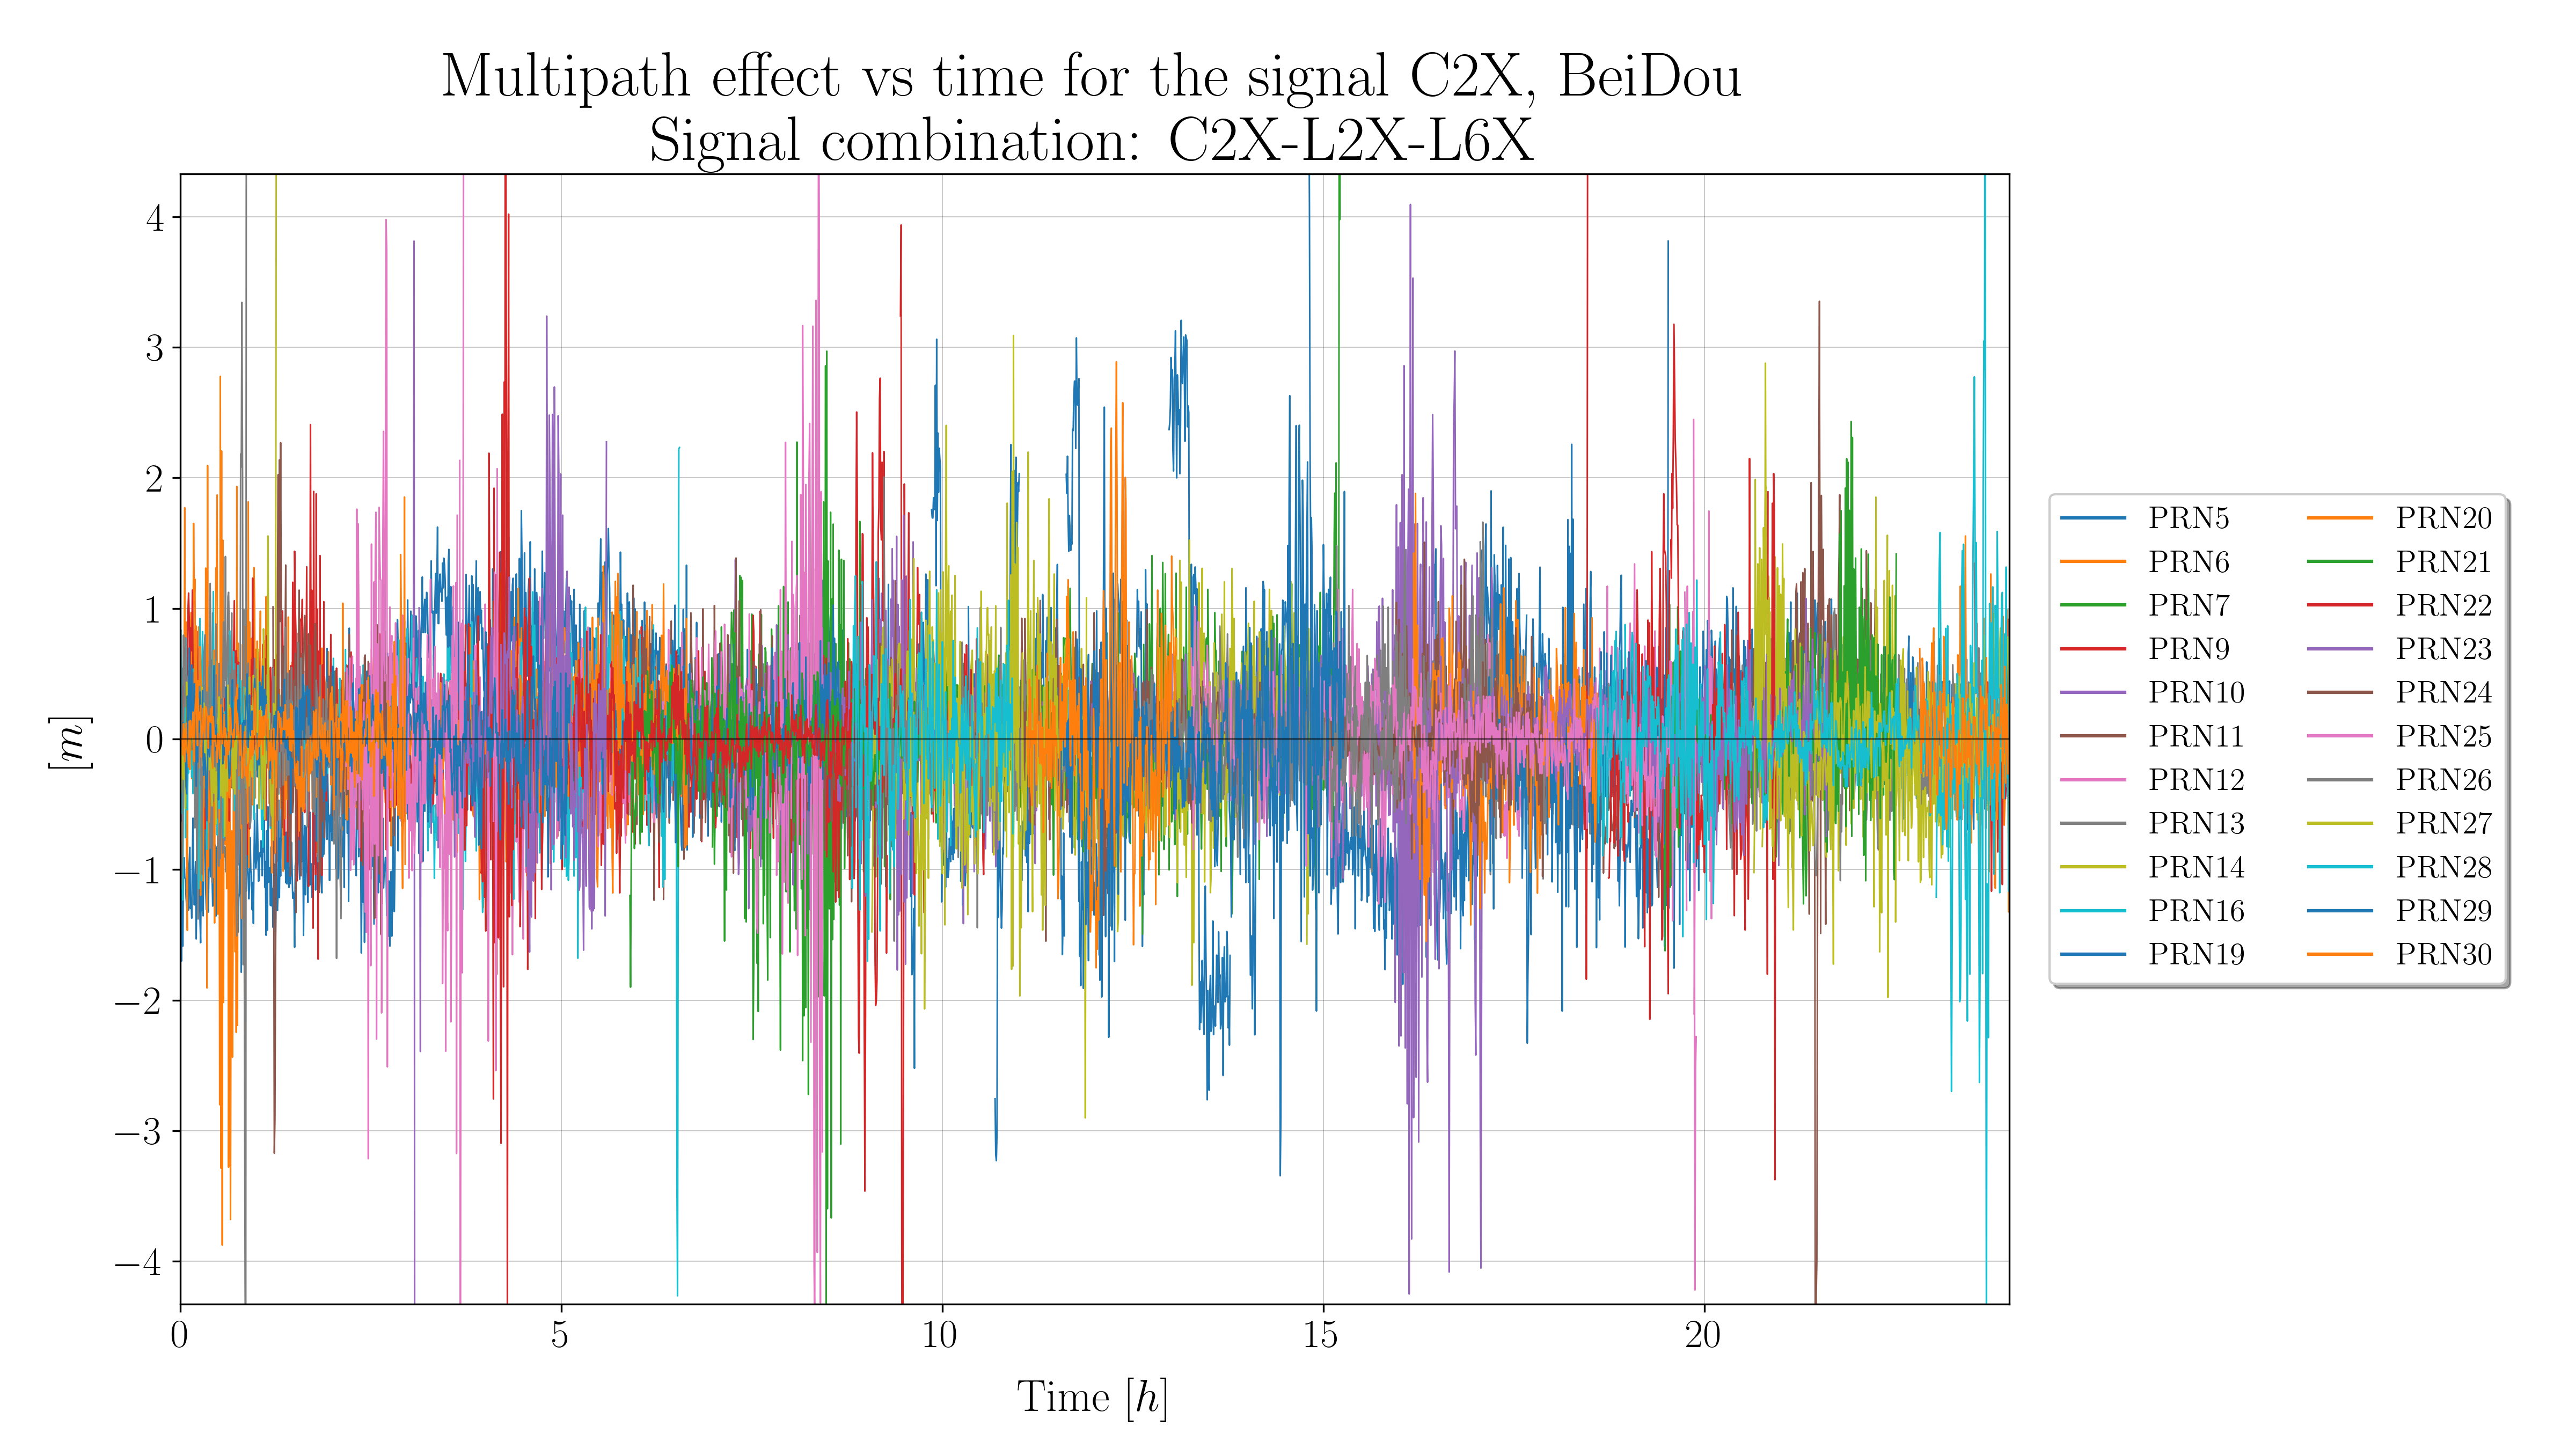 Multipath effect vs time for the signal C2X, BeiDou
Signal combination: C2X-L2X-L6X
[m]
4
3
2
1
0
−1
−2
−3
−4
0
5
10
15
20
Time [h]
PRN5
PRN6
PRN7
PRN9
PRN10
PRN11
PRN12
PRN13
PRN14
PRN16
PRN19
PRN20
PRN21
PRN22
PRN23
PRN24
PRN25
PRN26
PRN27
PRN28
PRN29
PRN30